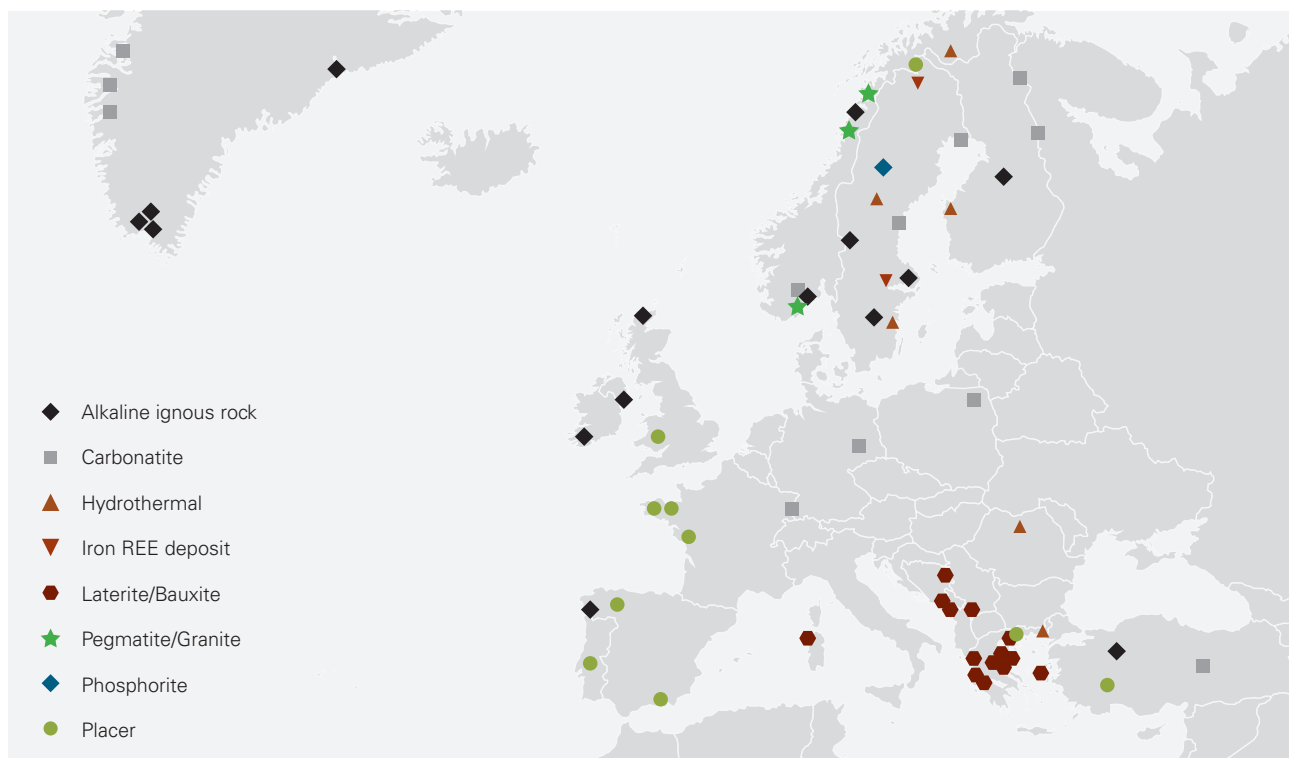 Alkaline ignous rock
Carbonatite
Hydrothermal
Iron REE deposit
Laterite/Bauxite
Pegmatite/Granite
Phosphorite
Placer